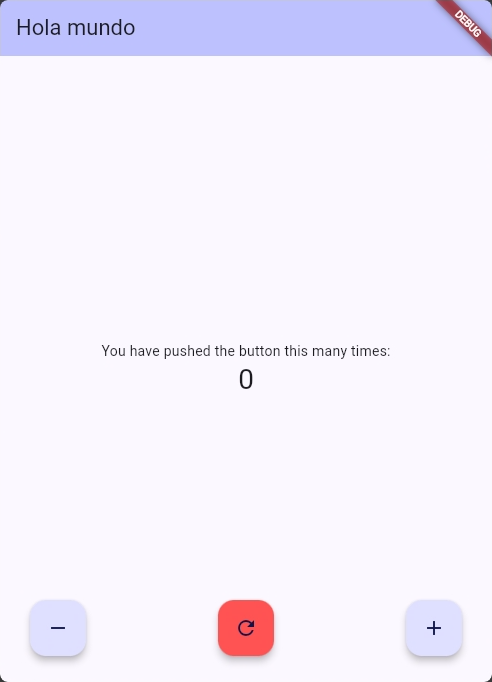 Hola mundo
DEBUG
You have pushed the button this many times:
0